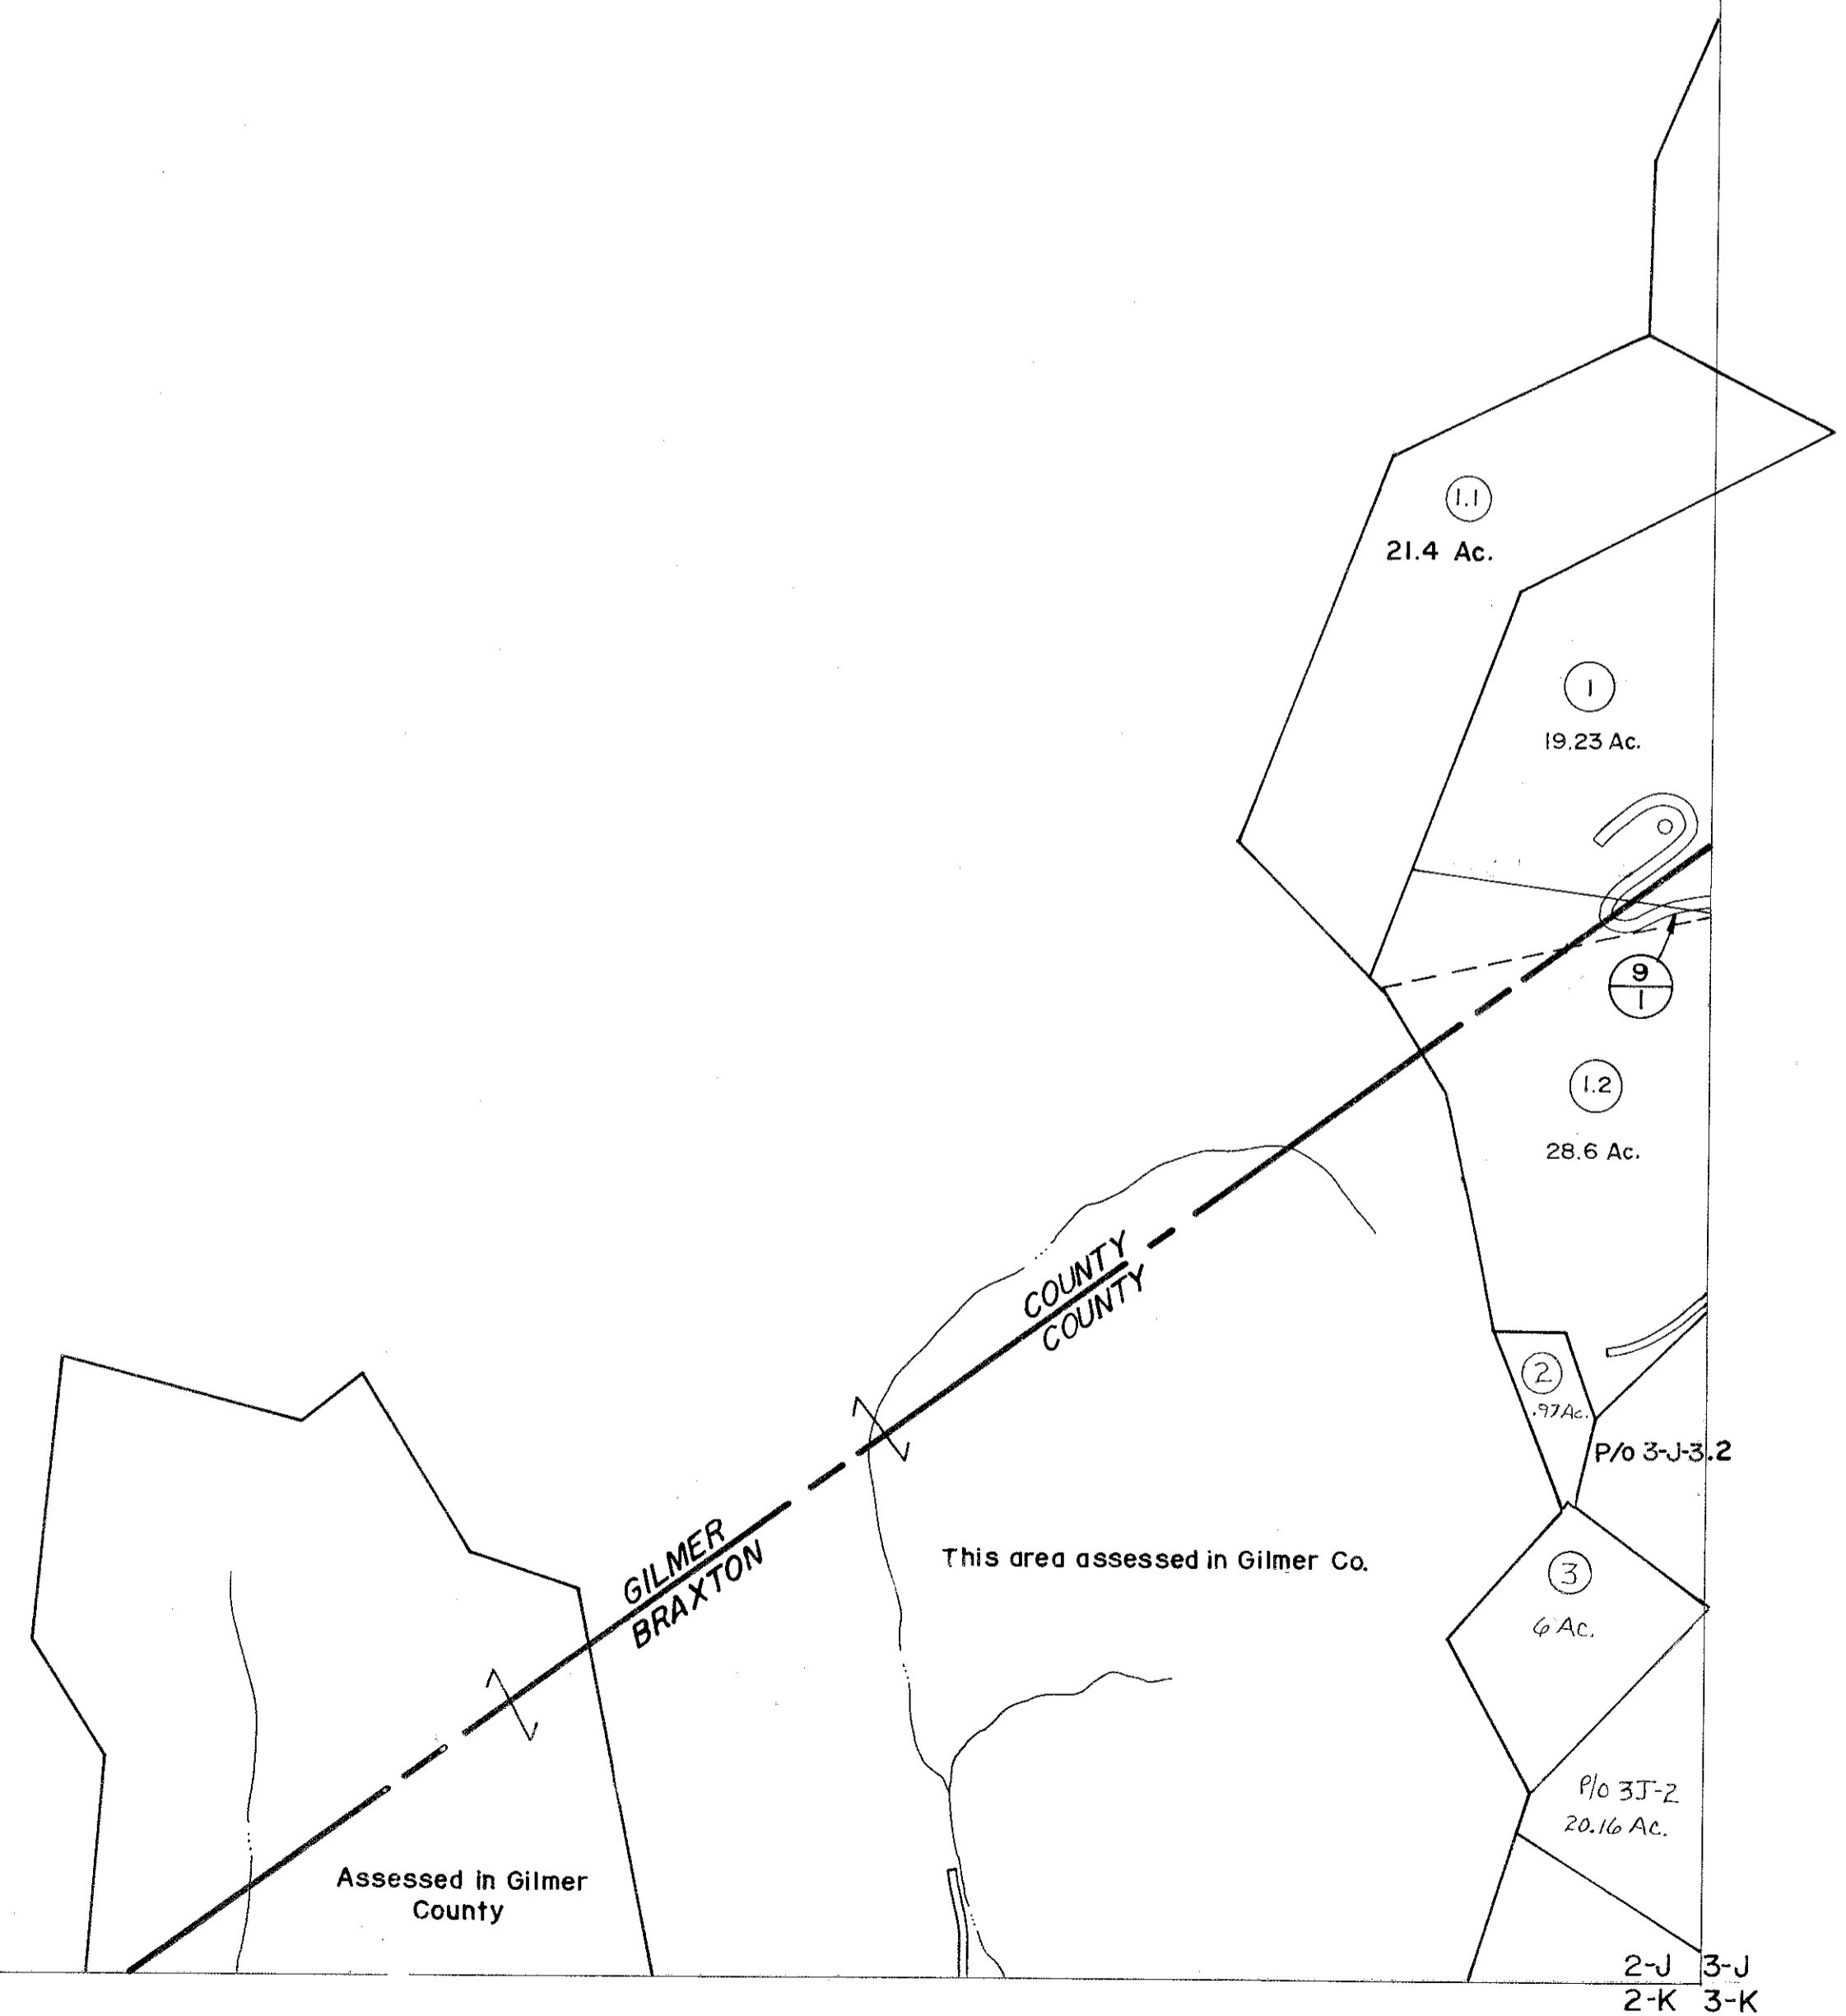 1.1
21.4 Ac.
1
19.23 Ac.
9
1
1.2
28.6 Ac.
COUNTY
COUNTY
2
.97 Ac.
P/o 3-J-3.2
GILMER
BRAXTON
This area assessed in Gilmer Co.
3
6 Ac.
P/o 3J-2
20.16 Ac.
Assessed in Gilmer
County
2-J 3-J
2-K 3-K